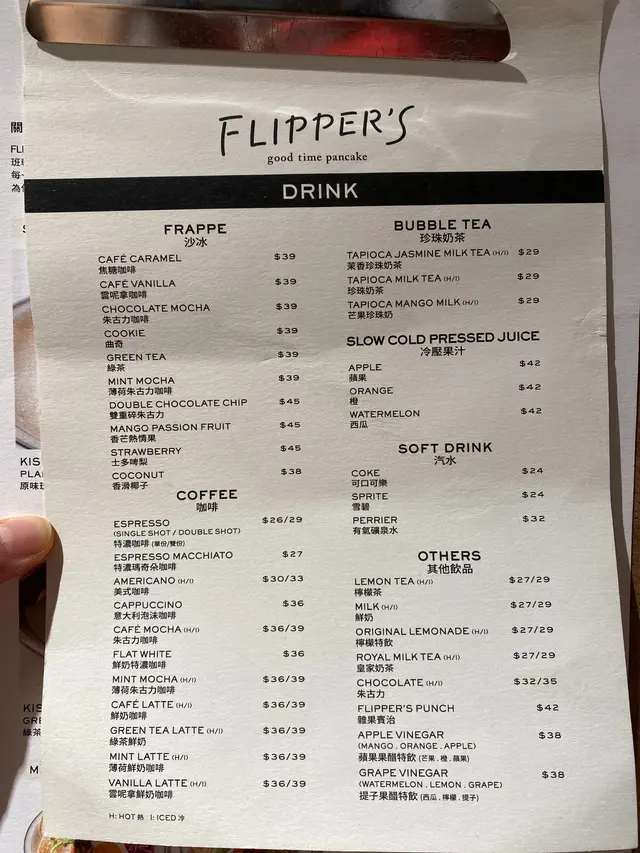 FLIPPER'S
good time pancake
DRINK
FRAPPE
沙冰
CAFÉ CARAMEL $39
焦糖咖啡
CAFÉ VANILLA $39
雲呢拿咖啡
CHOCOLATE MOCHA $39
朱古力咖啡
COOKIE $39
曲奇
GREEN TEA $39
綠茶
MINT MOCHA $39
薄荷朱古力咖啡
DOUBLE CHOCOLATE CHIP $45
雙重碎朱古力
MANGO PASSION FRUIT $45
香芒熱情果
STRAWBERRY $45
士多啤梨
COCONUT $38
香滑椰子
COFFEE
咖啡
ESPRESSO $26/29
(SINGLE SHOT / DOUBLE SHOT)
特濃咖啡 (單份/雙份)
ESPRESSO MACCHIATO $27
特濃瑪奇朵咖啡
AMERICANO (H/I) $30/33
美式咖啡
CAPPUCCINO $36
意大利泡沫咖啡
CAFÉ MOCHA (H/I) $36/39
朱古力咖啡
FLAT WHITE $36
鮮奶特濃咖啡
MINT MOCHA (H/I) $36/39
薄荷朱古力咖啡
CAFÉ LATTE (H/I) $36/39
鮮奶咖啡
GREEN TEA LATTE (H/I) $36/39
綠茶鮮奶
MINT LATTE (H/I) $36/39
薄荷鮮奶咖啡
VANILLA LATTE (H/I) $36/39
雲呢拿鮮奶咖啡
H: HOT 熱 I: ICED 冷
BUBBLE TEA
珍珠奶茶
TAPIOCA JASMINE MILK TEA (H/I) $29
茉香珍珠奶茶
TAPIOCA MILK TEA (H/I) $29
珍珠奶茶
TAPIOCA MANGO MILK (H/I) $29
芒果珍珠奶
SLOW COLD PRESSED JUICE
冷壓果汁
APPLE $42
蘋果
ORANGE $42
橙
WATERMELON $42
西瓜
SOFT DRINK
汽水
COKE $24
可口可樂
SPRITE $24
雪碧
PERRIER $32
有氣礦泉水
OTHERS
其他飲品
LEMON TEA (H/I) $27/29
檸檬茶
MILK (H/I) $27/29
鮮奶
ORIGINAL LEMONADE (H/I) $27/29
檸檬特飲
ROYAL MILK TEA (H/I) $27/29
皇家奶茶
CHOCOLATE (H/I) $32/35
朱古力
FLIPPER'S PUNCH $42
雜果賓治
APPLE VINEGAR $38
(MANGO . ORANGE . APPLE)
蘋果果醋特飲 (芒果 . 橙 . 蘋果)
GRAPE VINEGAR $38
(WATERMELON . LEMON . GRAPE)
提子果醋特飲 (西瓜 . 檸檬 . 提子)
關
FLI
每
為
KIS
PLA
原味
KIS
GRE
綠茶
M